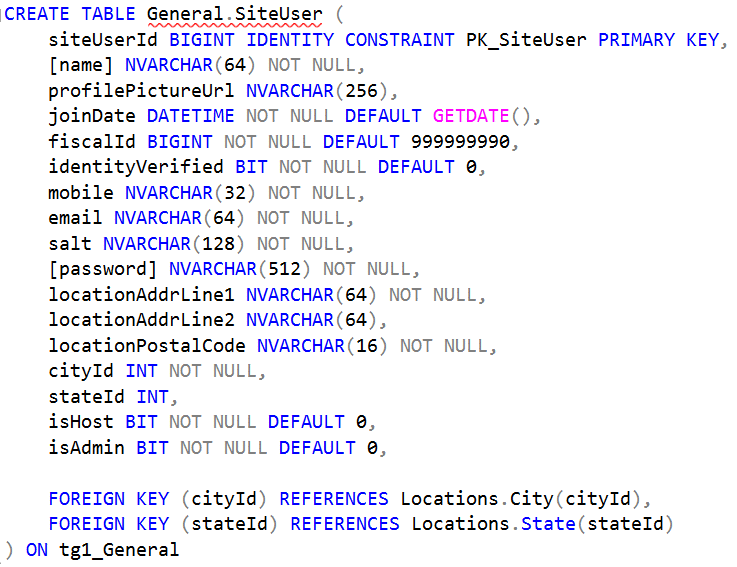 CREATE TABLE General.SiteUser (
    siteUserId BIGINT IDENTITY CONSTRAINT PK_SiteUser PRIMARY KEY,
    [name] NVARCHAR(64) NOT NULL,
    profilePictureUrl NVARCHAR(256),
    joinDate DATETIME NOT NULL DEFAULT GETDATE(),
    fiscalId BIGINT NOT NULL DEFAULT 999999990,
    identityVerified BIT NOT NULL DEFAULT 0,
    mobile NVARCHAR(32) NOT NULL,
    email NVARCHAR(64) NOT NULL,
    salt NVARCHAR(128) NOT NULL,
    [password] NVARCHAR(512) NOT NULL,
    locationAddrLine1 NVARCHAR(64) NOT NULL,
    locationAddrLine2 NVARCHAR(64),
    locationPostalCode NVARCHAR(16) NOT NULL,
    cityId INT NOT NULL,
    stateId INT,
    isHost BIT NOT NULL DEFAULT 0,
    isAdmin BIT NOT NULL DEFAULT 0,

    FOREIGN KEY (cityId) REFERENCES Locations.City(cityId),
    FOREIGN KEY (stateId) REFERENCES Locations.State(stateId)
) ON tg1_General